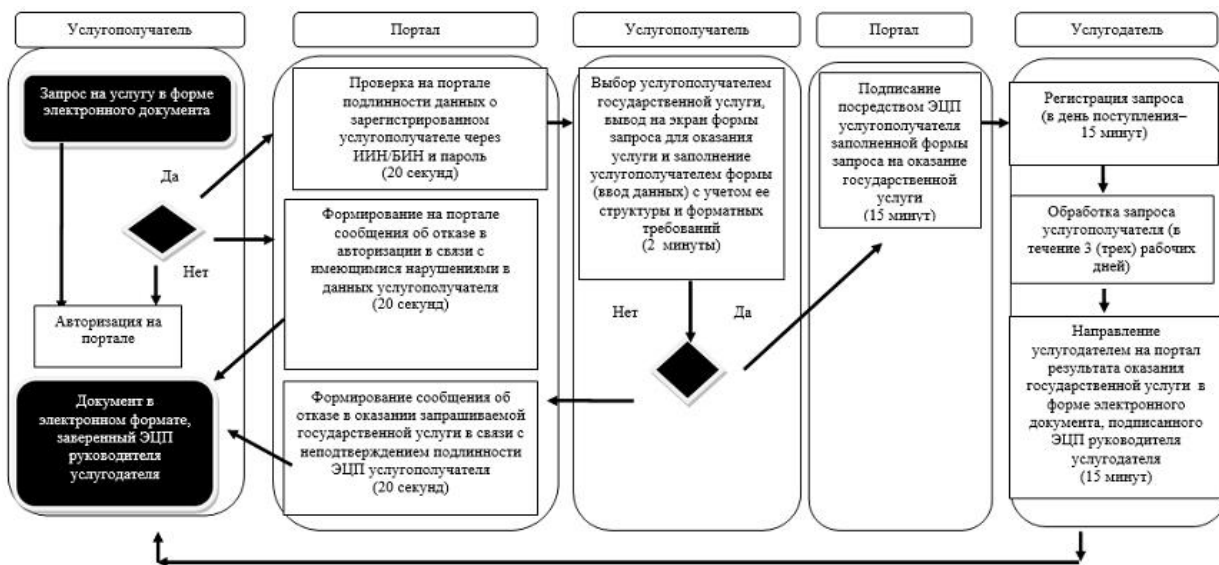 Услугополучатель
Портал
Услугополучатель
Портал
Услугодатель
Запрос на услугу в форме
электронного документа
Да
Нет
Авторизация на
портале
Документ в
электронном формате,
заверенный ЭЦП
руководителя
услугодателя
Проверка на портале
подлинности данных о
зарегистрированном
услугополучателе через
ИИН/БИН и пароль
(20 секунд)
Формирование на портале
сообщения об отказе в
авторизации в связи с
имеющимися нарушениями в
данных услугополучателя
(20 секунд)
Формирование сообщения об
отказе в оказании запрашиваемой
государственной услуги в связи с
неподтверждением подлинности
ЭЦП услугополучателя
(20 секунд)
Выбор услугополучателем
государственной услуги,
вывод на экран формы
запроса для оказания
услуги и заполнение
услугополучателем формы
(ввод данных) с учетом ее
структуры и форматных
требований
(2 минуты)
Нет
Да
Подписание
посредством ЭЦП
услугополучателя
заполненной формы
запроса на оказание
государственной
услуги
(15 минут)
Регистрация запроса
(в день поступления–
15 минут)
Обработка запроса
услугополучателя (в
течение 3 (трех) рабочих
дней)
Направление
услугодателем на портал
результата оказания
государственной услуги в
форме электронного
документа, подписанного
ЭЦП руководителя
услугодателя
(15 минут)